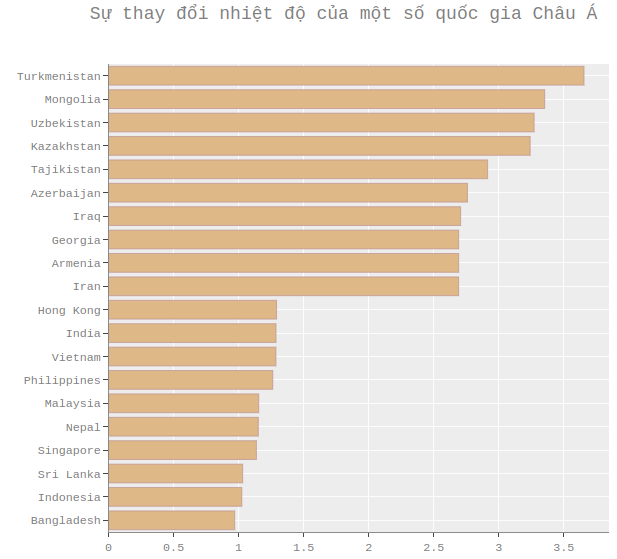 Sự thay đổi nhiệt độ của một số quốc gia Châu Á
Turkmenistan
Mongolia
Uzbekistan
Kazakhstan
Tajikistan
Azerbaijan
Iraq
Georgia
Armenia
Iran
Hong Kong
India
Vietnam
Philippines
Malaysia
Nepal
Singapore
Sri Lanka
Indonesia
Bangladesh
0 0.5 1 1.5 2 2.5 3 3.5